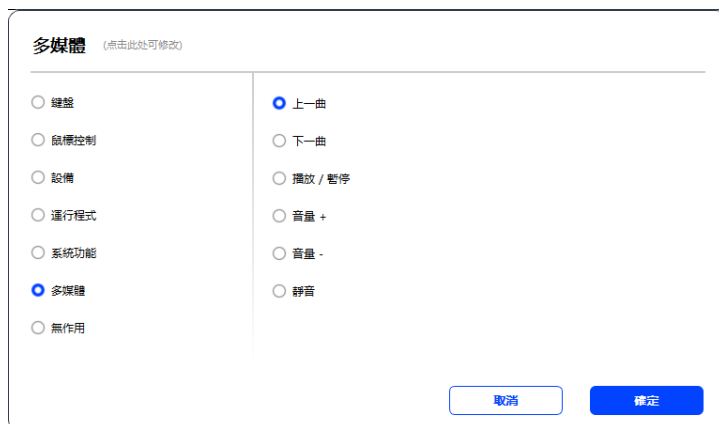 多媒體 (点击此处可修改)
鍵盤
鼠標控制
設備
運行程式
系統功能
多媒體
無作用
上一曲
下一曲
播放 / 暫停
音量 +
音量 -
靜音
取消
確定